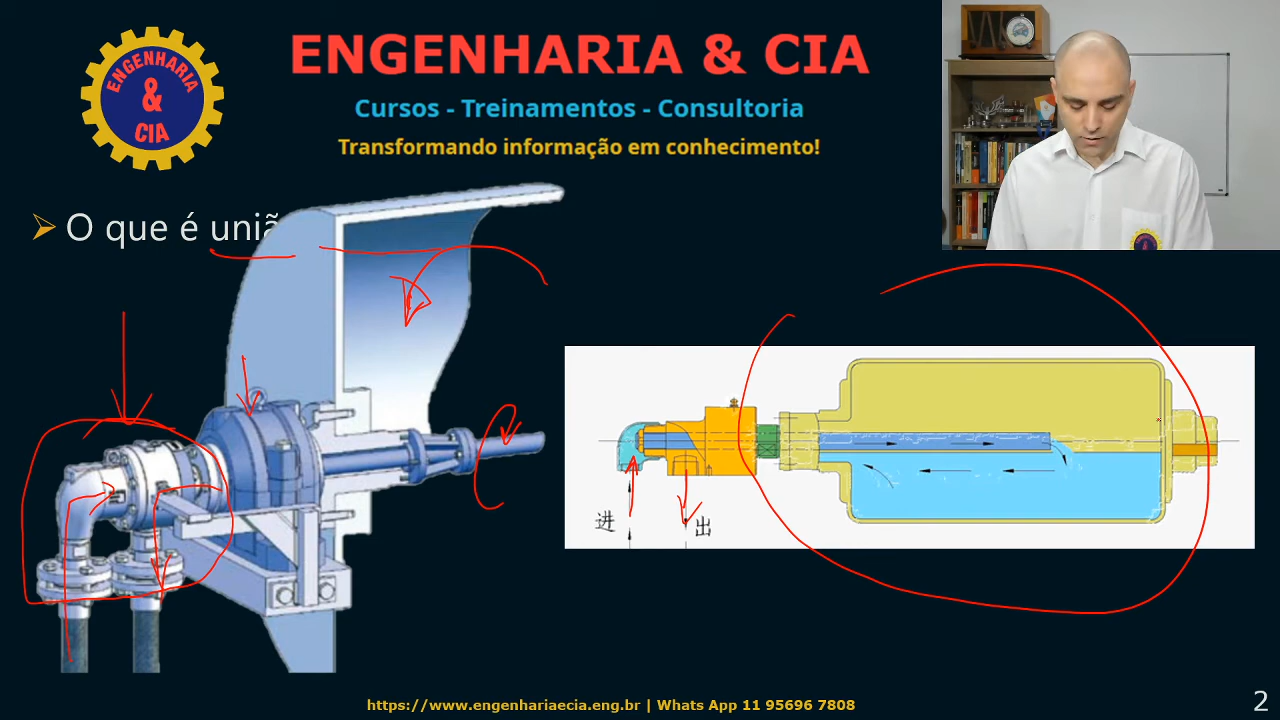 ENGENHARIA & CIA
ENGENHARIA
&
CIA
Cursos - Treinamentos - Consultoria
Transformando informação em conhecimento!
O que é uniã
进
出
https://www.engenhariaecia.eng.br | Whats App 11 95696 7808
2